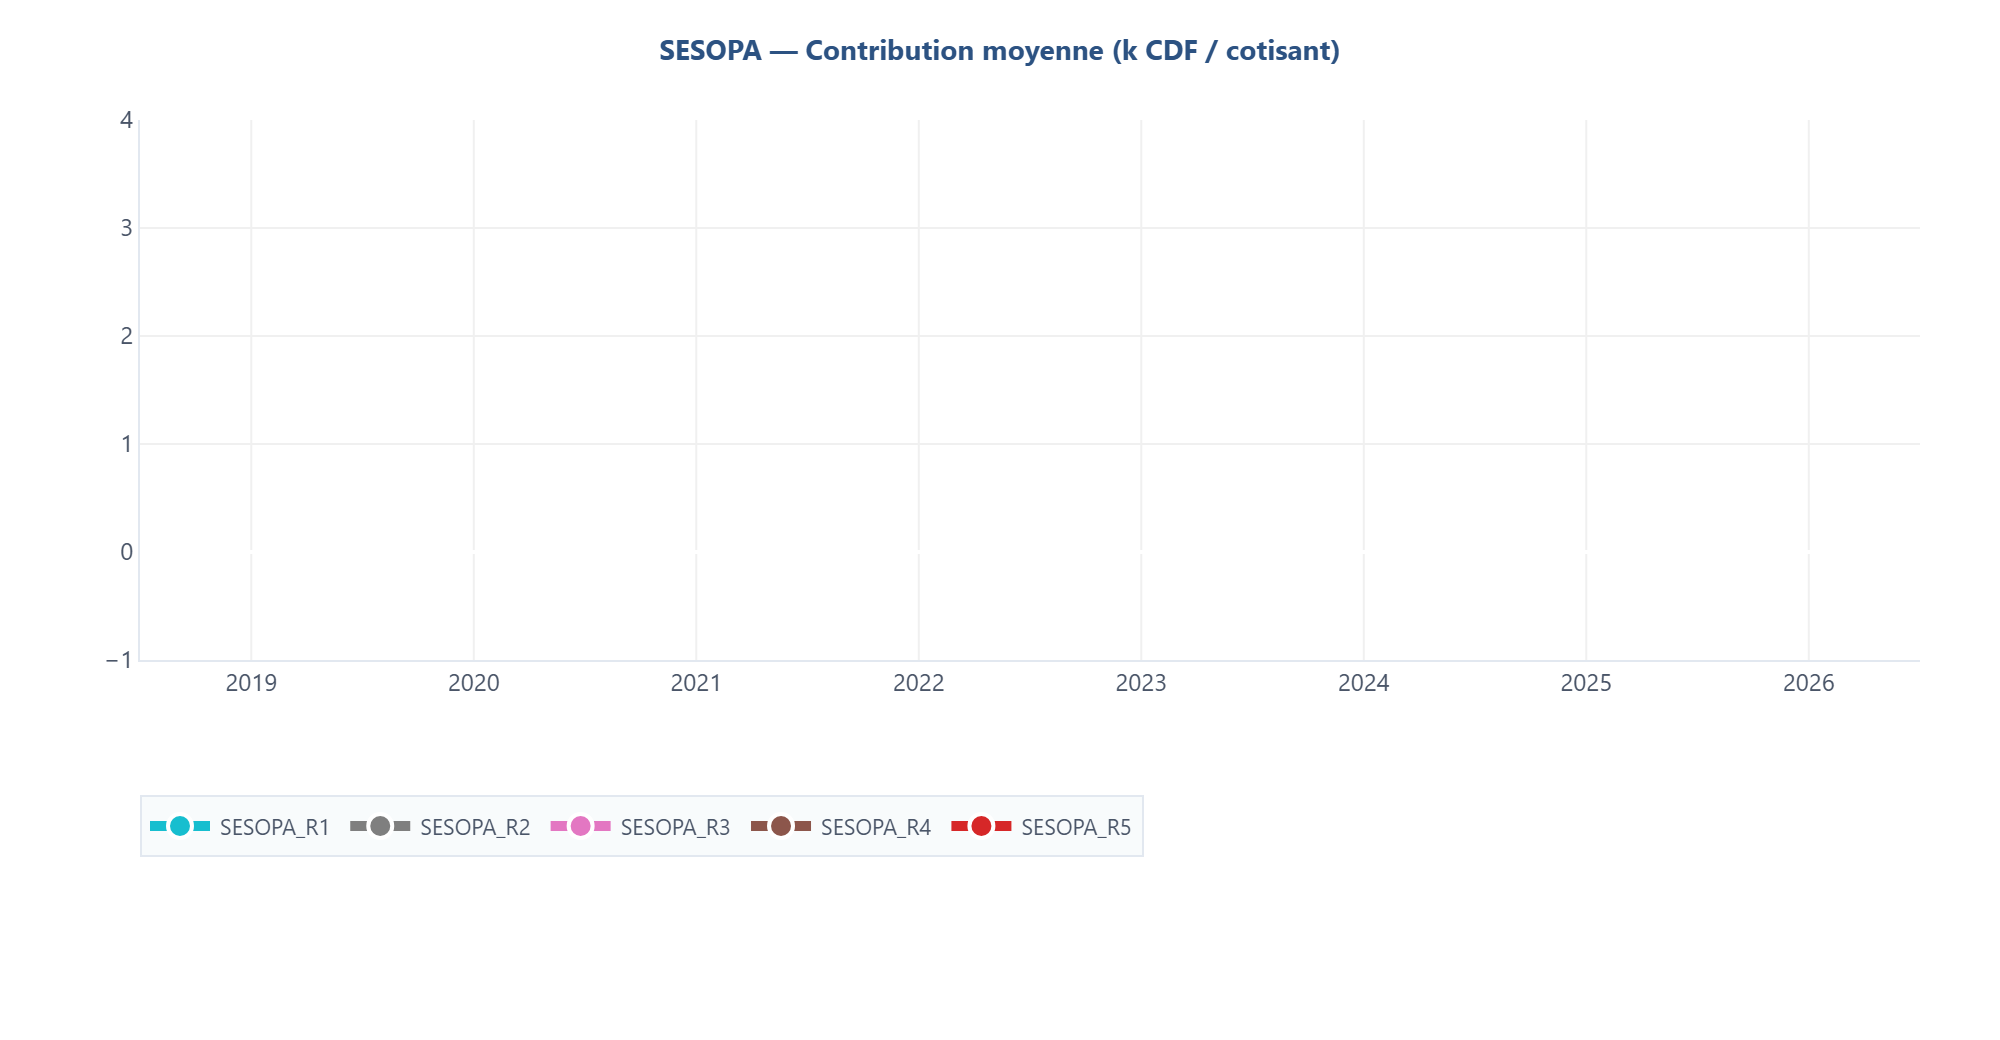 SESOPA — Contribution moyenne (k CDF / cotisant)
4
3
2
1
0
−1
2019 2020 2021 2022 2023 2024 2025 2026
SESOPA_R1 SESOPA_R2 SESOPA_R3 SESOPA_R4 SESOPA_R5